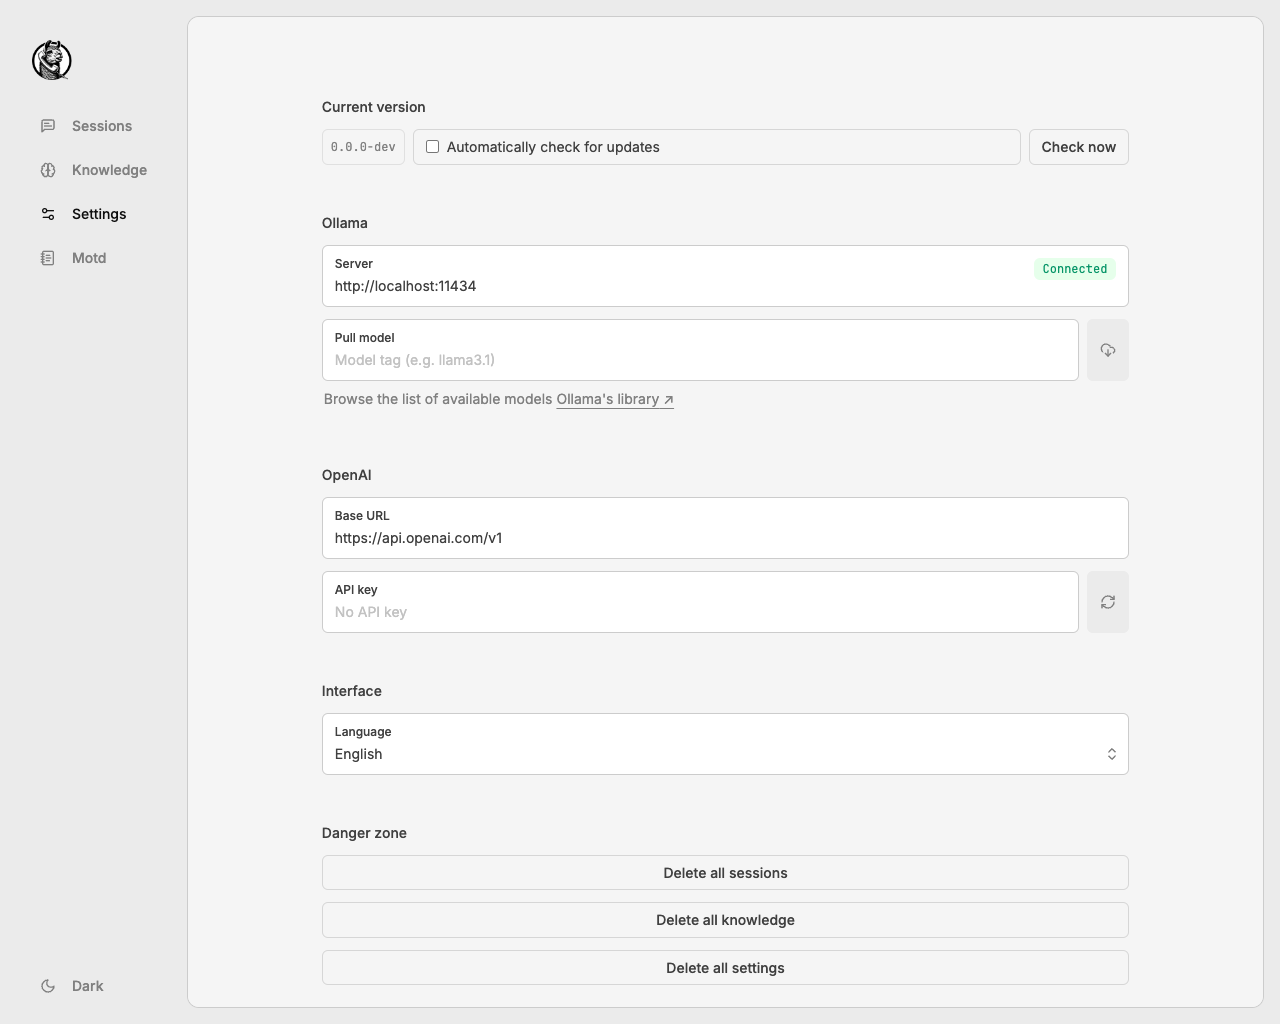 Sessions
Knowledge
Settings
Motd
Dark
Current version
0.0.0-dev
Automatically check for updates
Check now
Ollama
Server
http://localhost:11434
Connected
Pull model
Model tag (e.g. llama3.1)
Browse the list of available models Ollama's library ↗
OpenAI
Base URL
https://api.openai.com/v1
API key
No API key
Interface
Language
English
Danger zone
Delete all sessions
Delete all knowledge
Delete all settings